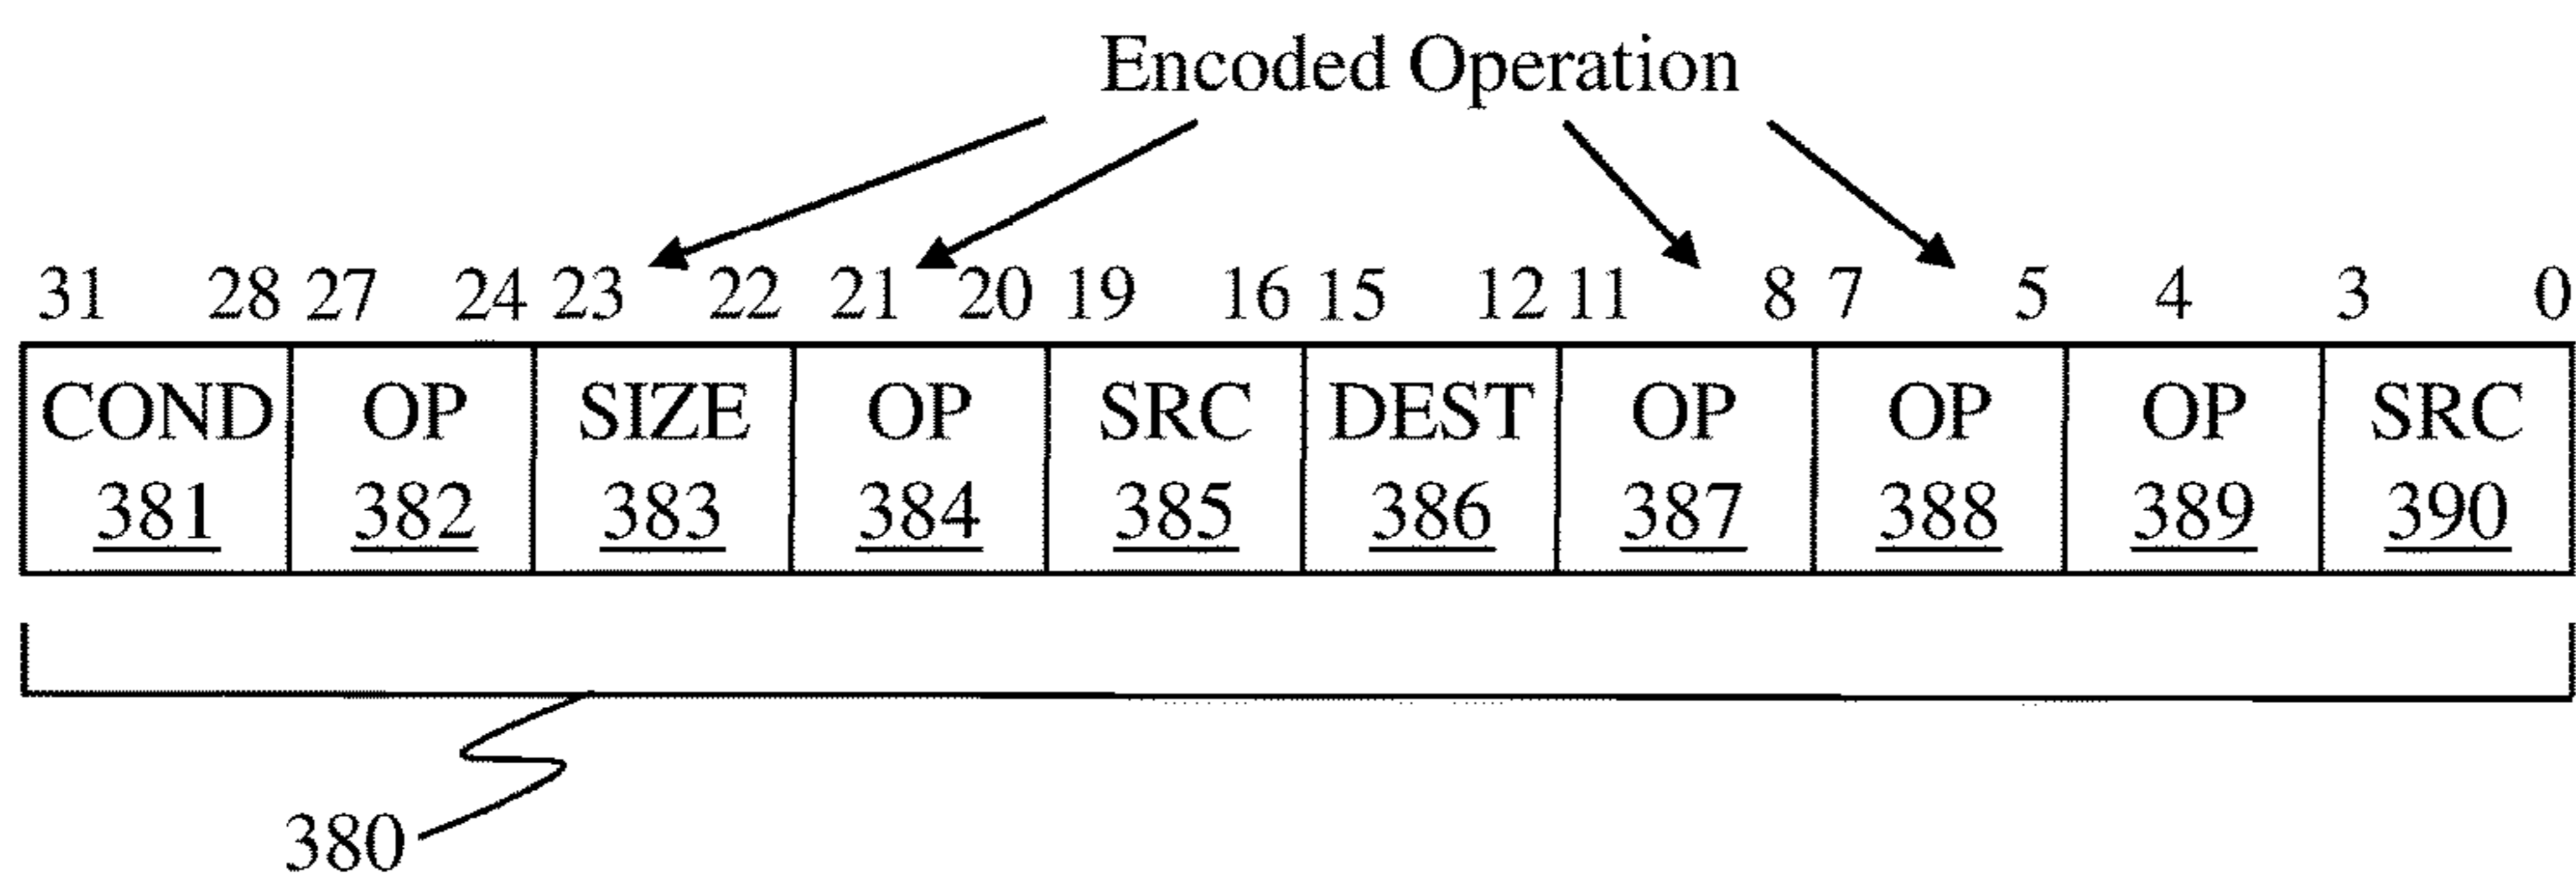 Encoded Operation
31 28 27 24 23 22 21 20 19 16 15 12 11 8 7 5 4 3 0
COND OP SIZE OP SRC DEST OP OP OP SRC
381 382 383 384 385 386 387 388 389 390
380